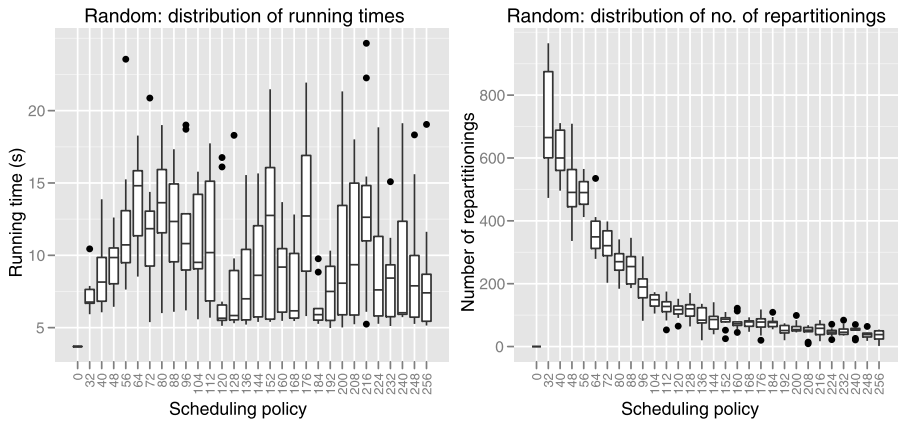 Random: distribution of running times
Running time (s)
20
15
10
5
0 32 40 48 56 64 72 80 88 96 104 112 120 128 136 144 152 160 168 176 184 192 200 208 216 224 232 240 248 256
Scheduling policy
Random: distribution of no. of repartitionings
Number of repartitionings
800
600
400
200
0
0 32 40 48 56 64 72 80 88 96 104 112 120 128 136 144 152 160 168 176 184 192 200 208 216 224 232 240 248 256
Scheduling policy